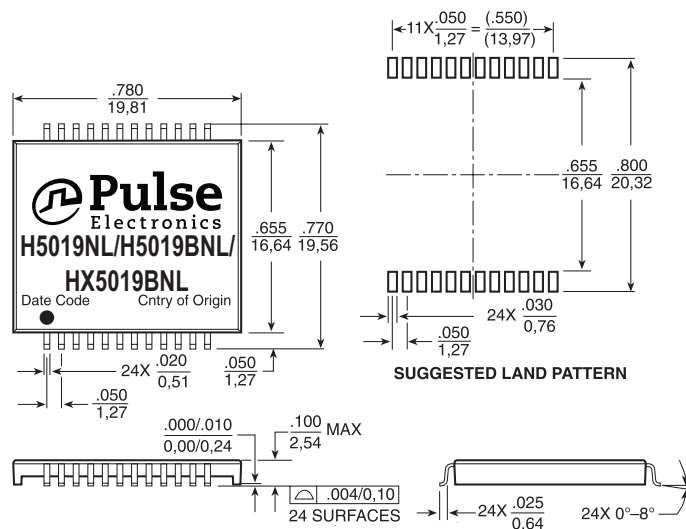 11X .050 = (.550)
1,27 (13,97)
.780
19,81
Pulse
Electronics
H5019NL/H5019BNL/
HX5019BNL
Date Code Cntry of Origin
.655 .770
16,64 19,56
.655 .800
16,64 20,32
24X .020
0,51
.050
1,27
.050
1,27
24X .030
0,76
.050
1,27
SUGGESTED LAND PATTERN
.000/.010
0,00/0,24
.100 MAX
2,54
.004/0,10
24 SURFACES
24X .025
0,64
24X 0°–8°